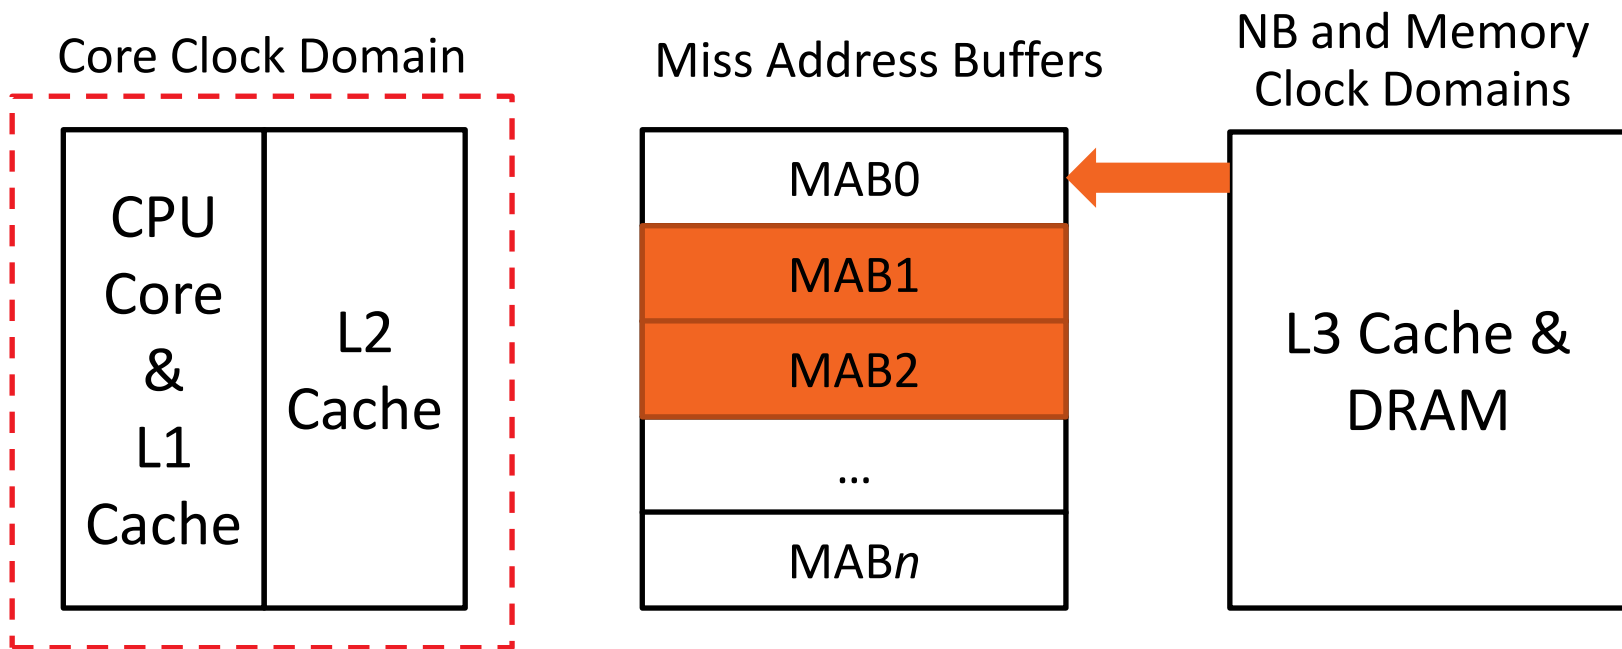 Core Clock Domain
CPU
Core
&
L1
Cache
L2
Cache
Miss Address Buffers
MAB0
MAB1
MAB2
...
MABn
NB and Memory
Clock Domains
L3 Cache &
DRAM